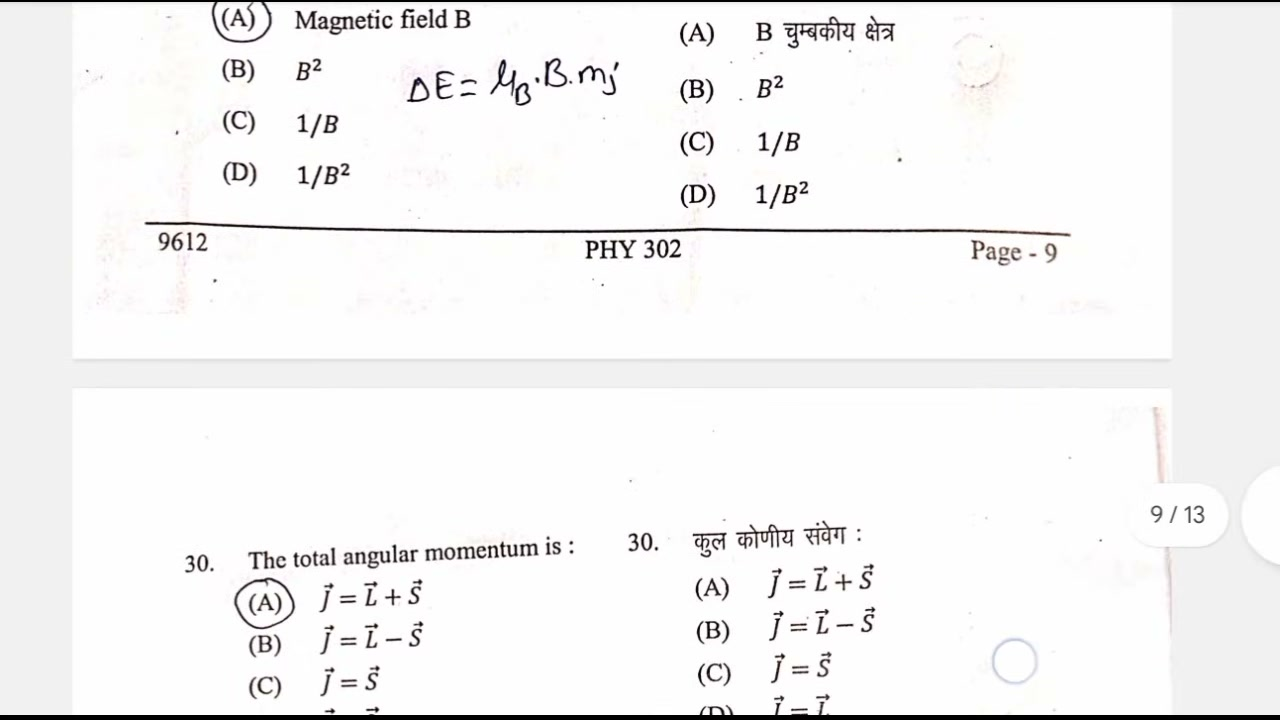 (A) Magnetic field B
(B) B²
(C) 1/B
(D) 1/B²
ΔE = μ_B · B. mj
(A) B चुम्बकीय क्षेत्र
(B) B²
(C) 1/B
(D) 1/B²
9612 PHY 302 Page - 9
30. The total angular momentum is :
(A) J⃗ = L⃗ + S⃗
(B) J⃗ = L⃗ – S⃗
(C) J⃗ = S⃗
30. कुल कोणीय संवेग :
(A) J⃗ = L⃗ + S⃗
(B) J⃗ = L⃗ – S⃗
(C) J⃗ = S⃗
(D) J⃗ = L⃗
9 / 13